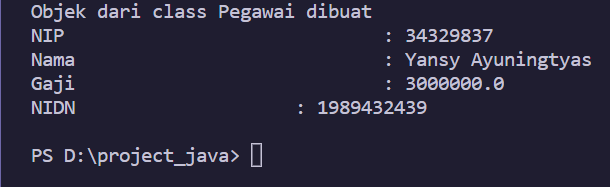 Objek dari class Pegawai dibuat
NIP : 34329837
Nama : Yansy Ayuningtyas
Gaji : 3000000.0
NIDN : 1989432439
PS D:\project_java>